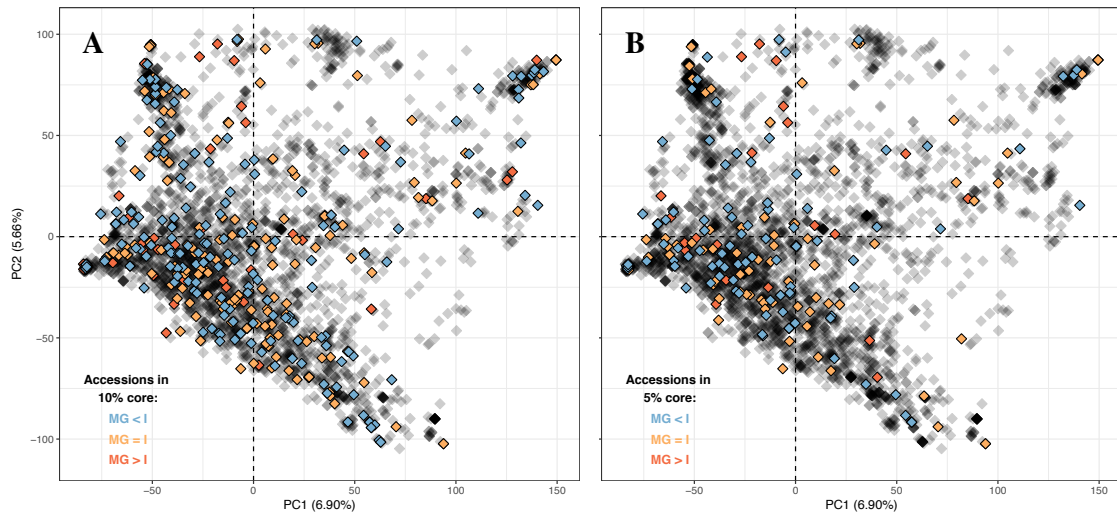 A
B
100
50
0
−50
−100
PC2 (5.66%)
Accessions in
10% core:
MG < I
MG = I
MG > I
Accessions in
5% core:
MG < I
MG = I
MG > I
−50
0
50
100
150
−50
0
50
100
150
PC1 (6.90%)
PC1 (6.90%)